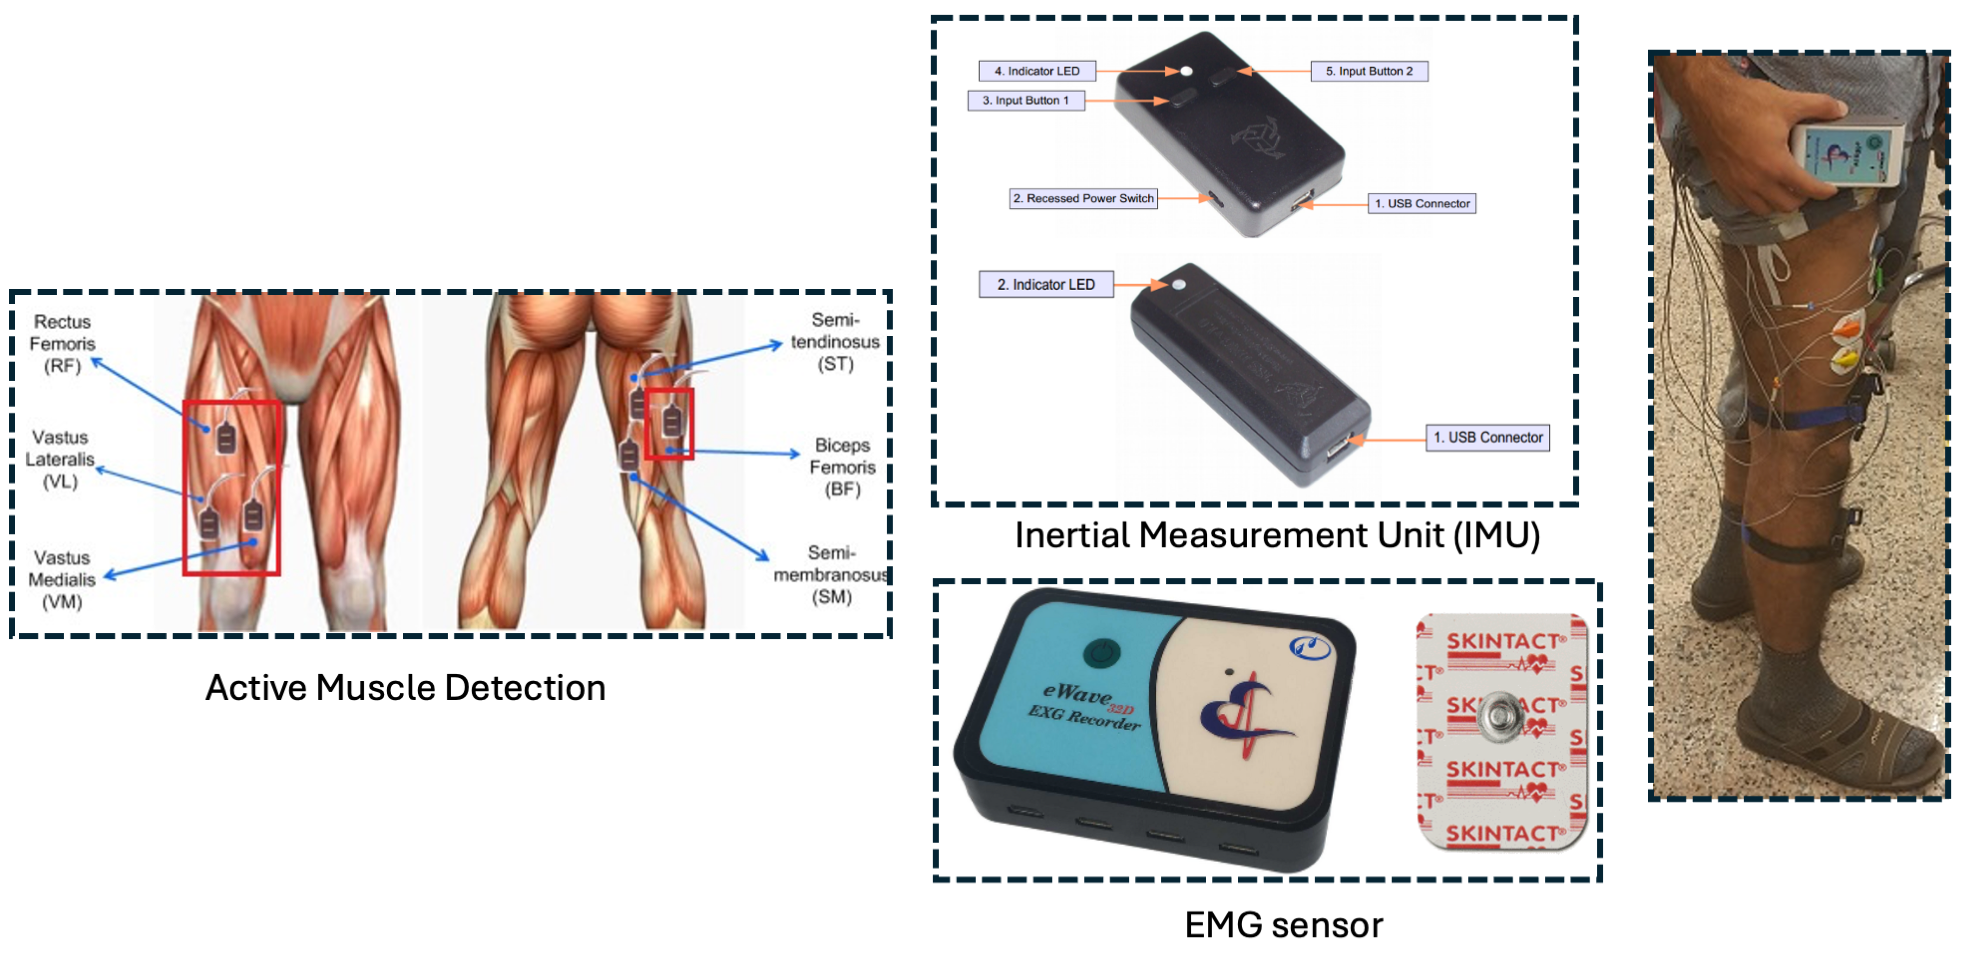 Rectus
Femoris
(RF)
Vastus
Lateralis
(VL)
Vastus
Medialis
(VM)
Semi-
tendinosus
(ST)
Biceps
Femoris
(BF)
Semi-
membranosus
(SM)
Active Muscle Detection
4. Indicator LED
5. Input Button 2
3. Input Button 1
2. Recessed Power Switch
1. USB Connector
2. Indicator LED
1. USB Connector
Inertial Measurement Unit (IMU)
eWave32D
EXG Recorder
SKINTACT®
CT® SKINTACT® S
SKINTACT®
SKINTACT®
EMG sensor
eWave